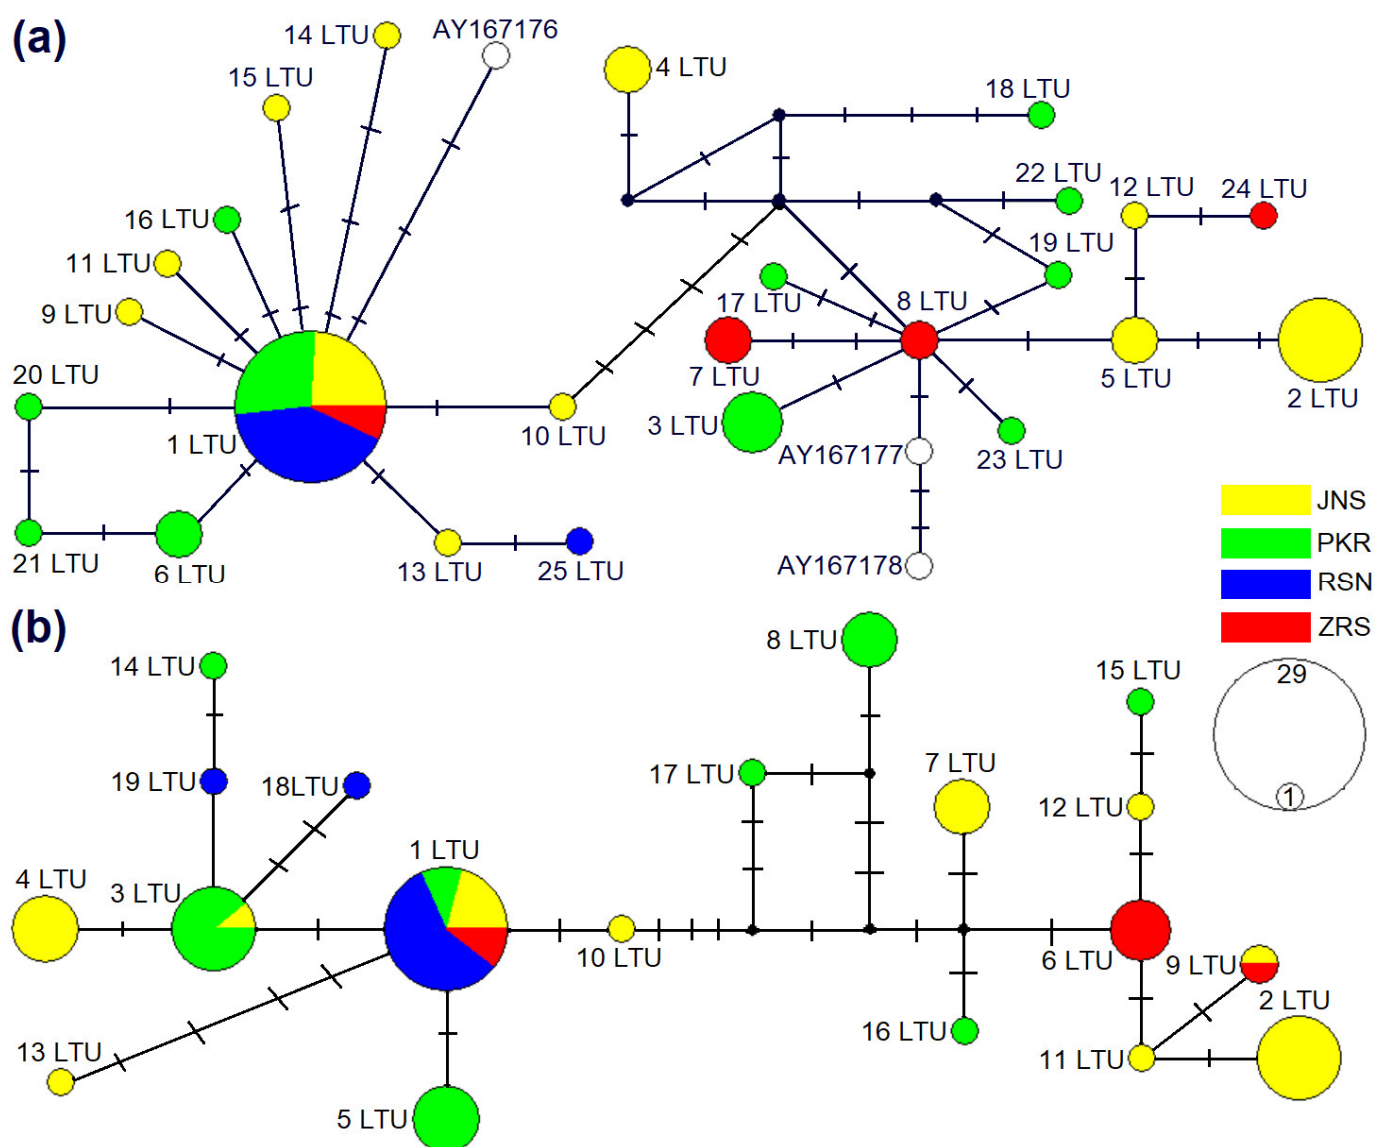 (a)
14 LTU
AY167176
15 LTU
4 LTU
18 LTU
16 LTU
22 LTU
12 LTU
24 LTU
11 LTU
19 LTU
9 LTU
17 LTU
8 LTU
20 LTU
7 LTU
5 LTU
2 LTU
1 LTU
10 LTU
3 LTU
AY167177
23 LTU
21 LTU
6 LTU
13 LTU
25 LTU
AY167178
JNS
PKR
RSN
ZRS
29
1
(b)
14 LTU
8 LTU
15 LTU
19 LTU
18LTU
17 LTU
7 LTU
12 LTU
1 LTU
4 LTU
3 LTU
10 LTU
6 LTU
9 LTU
2 LTU
16 LTU
11 LTU
13 LTU
5 LTU